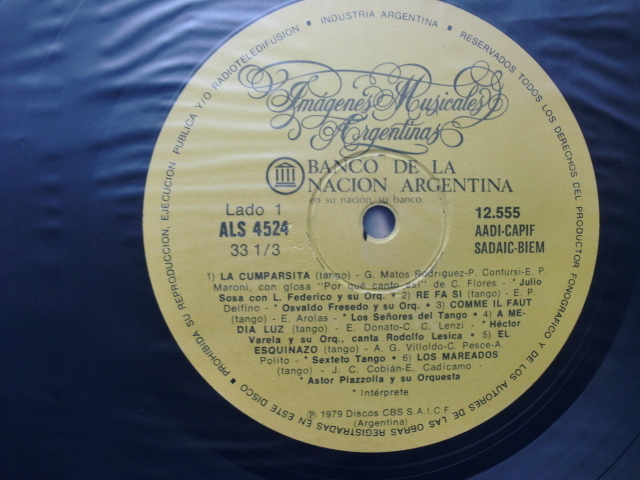 INDUSTRIA ARGENTINA • RESERVADOS TODOS LOS DERECHOS DEL PRODUCTOR FONOGRAFICO Y DE LOS AUTORES DE LAS OBRAS REGISTRADAS EN ESTE DISCO • PROHIBIDA SU REPRODUCCION, EJECUCION PUBLICA Y/O RADIOTELEDIFUSION •
Imágenes Musicales
Argentinas
BANCO DE LA
NACION ARGENTINA
en su nación, su banco.
Lado 1
ALS 4524
33 1/3
12.555
AADI-CAPIF
SADAIC-BIEM
1) LA CUMPARSITA (tango) - G. Matos Rodriguez-P. Contursi-E. P.
Maroni, con glosa "Por qué canto así" de C. Flores - *Julio
Sosa con L. Federico y su Orq. • 2) RE FA SI (tango) - E. P.
Delfino - *Osvaldo Fresedo y su Orq. • 3) COMME IL FAUT
(tango) - E. Arolas - *Los Señores del Tango • 4) A ME-
DIA LUZ (tango) - E. Donato-C. C. Lenzi - *Héctor
Varela y su Orq., canta Rodolfo Lesica • 5) EL
ESQUINAZO (tango) - A. G. Villoldo-C. Pesce-A.
Polito - *Sexteto Tango • 6) LOS MAREADOS
(tango) - J. C. Cobián-E. Cadícamo -
*Astor Piazzolla y su Orquesta
* Intérprete
℗ 1979 Discos CBS S.A.I.C.F.
(Argentina)